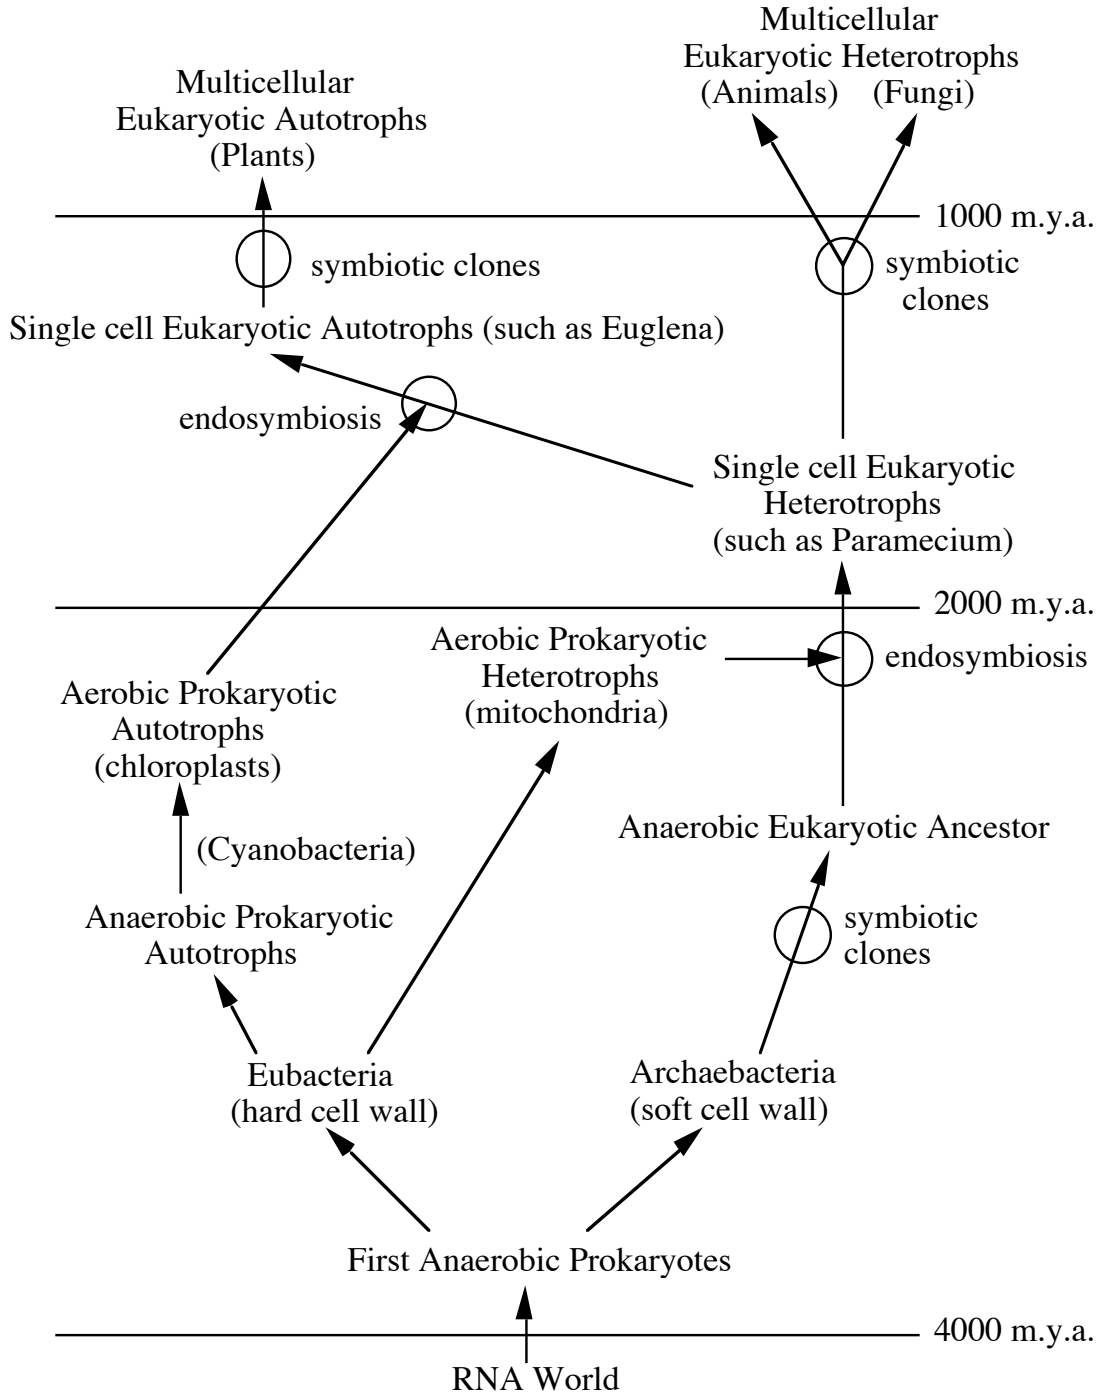 Multicellular
Eukaryotic Heterotrophs
(Animals) (Fungi)
Multicellular
Eukaryotic Autotrophs
(Plants)
1000 m.y.a.
symbiotic clones
symbiotic
clones
Single cell Eukaryotic Autotrophs (such as Euglena)
endosymbiosis
Single cell Eukaryotic
Heterotrophs
(such as Paramecium)
2000 m.y.a.
Aerobic Prokaryotic
Heterotrophs
(mitochondria)
endosymbiosis
Aerobic Prokaryotic
Autotrophs
(chloroplasts)
Anaerobic Eukaryotic Ancestor
(Cyanobacteria)
Anaerobic Prokaryotic
Autotrophs
symbiotic
clones
Eubacteria
(hard cell wall)
Archaebacteria
(soft cell wall)
First Anaerobic Prokaryotes
4000 m.y.a.
RNA World